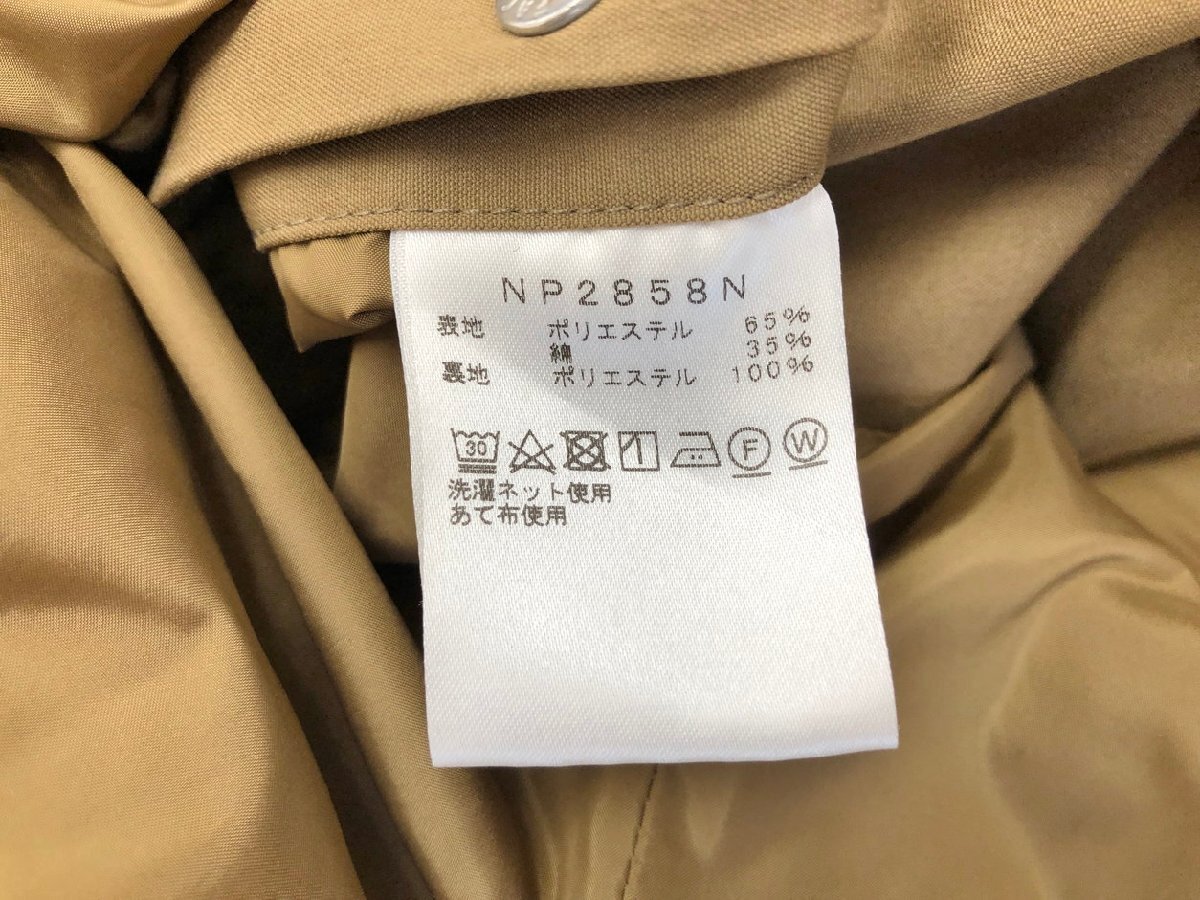 NP2858N
表地 ポリエステル 65%
綿 35%
裏地 ポリエステル 100%
30 F W
洗濯ネット使用
あて布使用